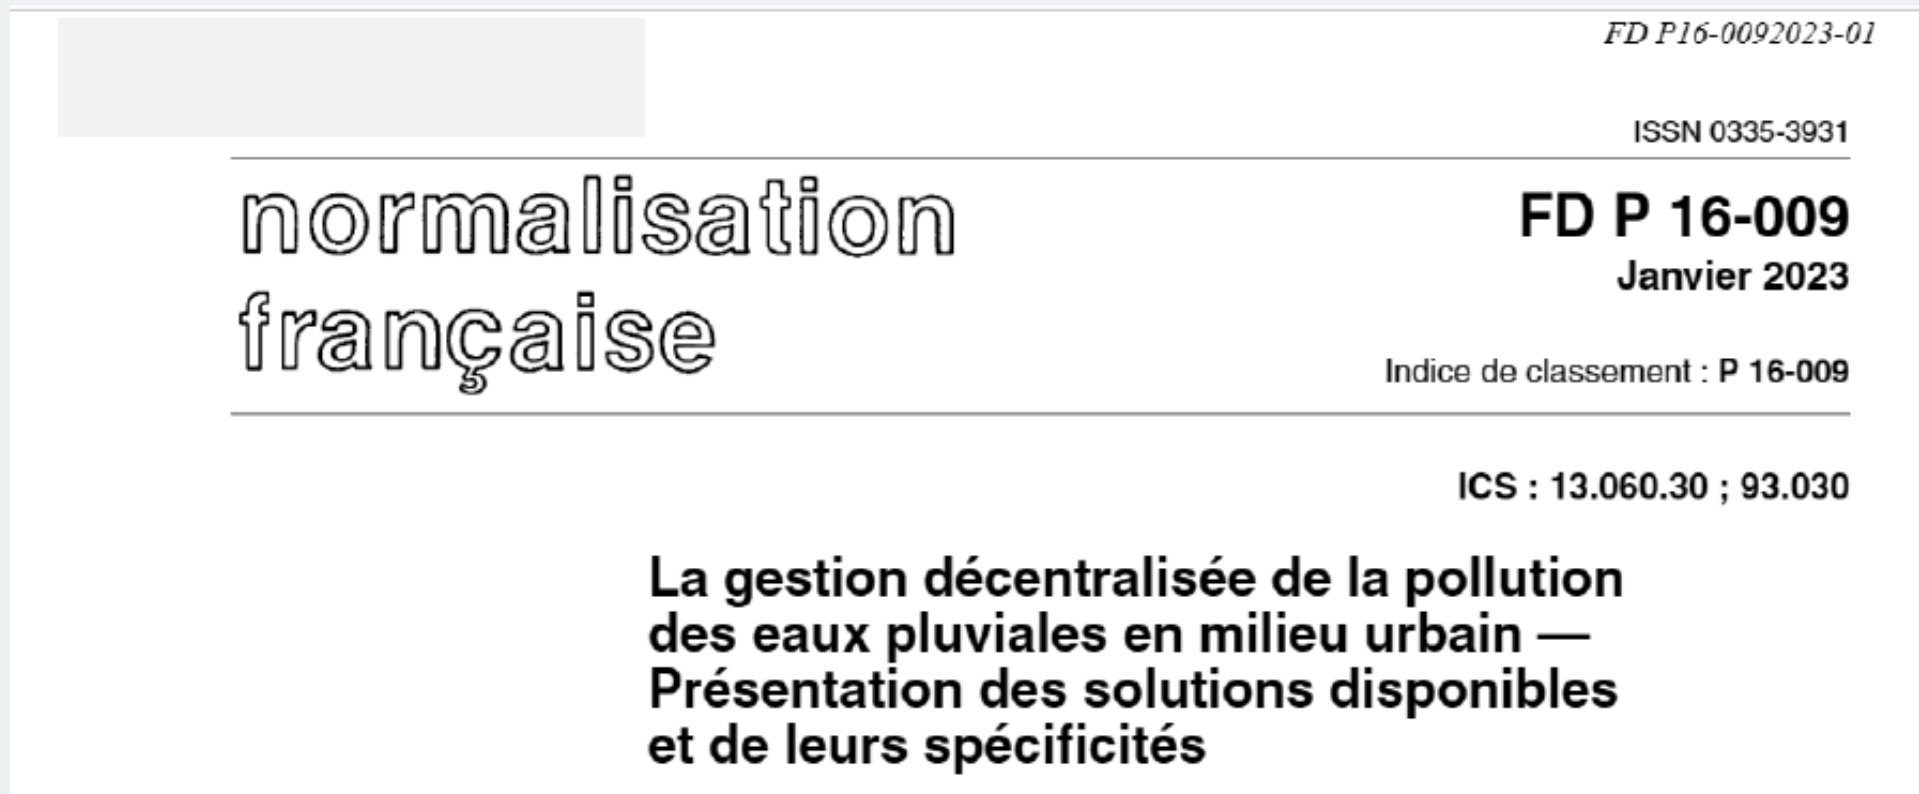 FD P16-0092023-01
ISSN 0335-3931
normalisation
française
FD P 16-009
Janvier 2023
Indice de classement : P 16-009
ICS : 13.060.30 ; 93.030
La gestion décentralisée de la pollution
des eaux pluviales en milieu urbain —
Présentation des solutions disponibles
et de leurs spécificités